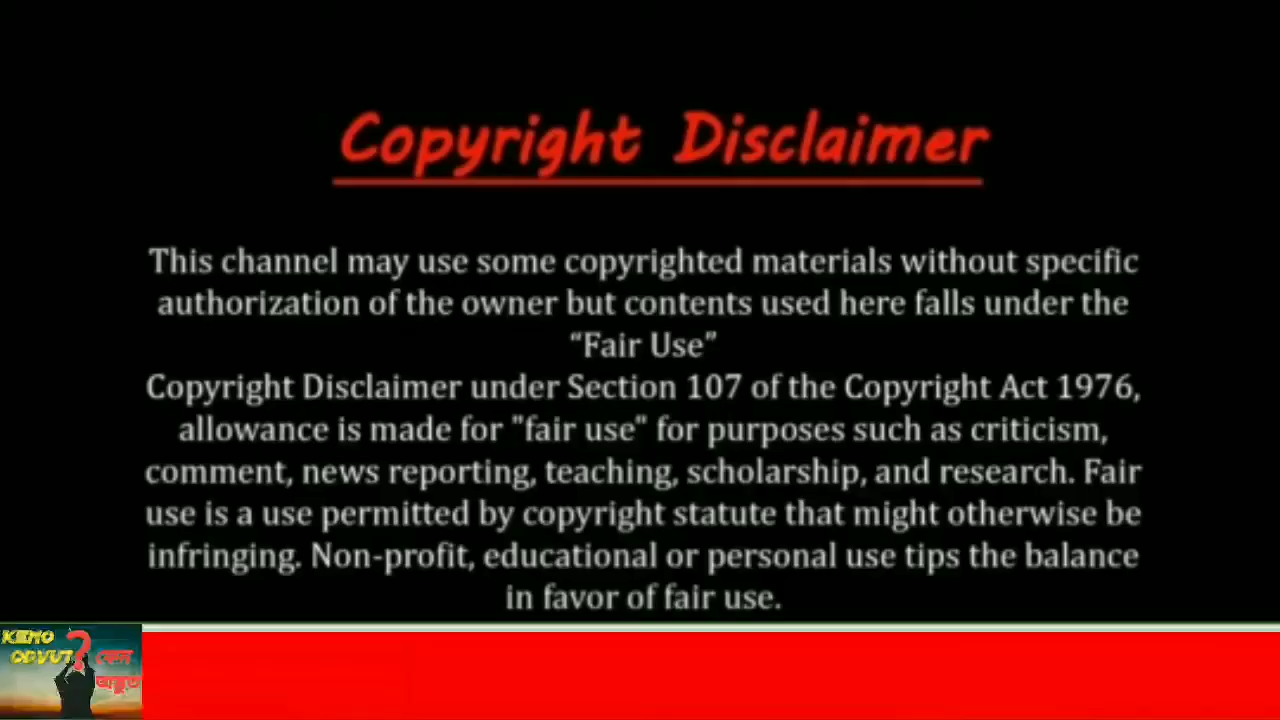 Copyright Disclaimer
This channel may use some copyrighted materials without specific
authorization of the owner but contents used here falls under the
“Fair Use”
Copyright Disclaimer under Section 107 of the Copyright Act 1976,
allowance is made for "fair use" for purposes such as criticism,
comment, news reporting, teaching, scholarship, and research. Fair
use is a use permitted by copyright statute that might otherwise be
infringing. Non-profit, educational or personal use tips the balance
in favor of fair use.
KENO
ODVUT ? কেন
অদ্ভুত